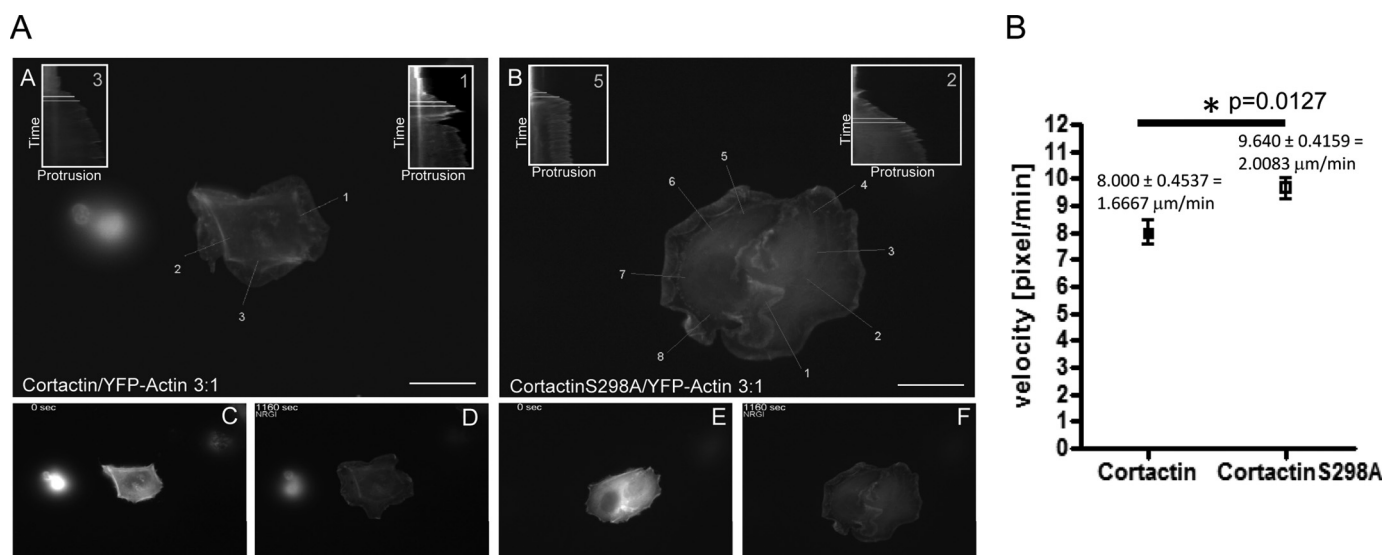 A
B
A
3
Time
Protrusion
1
Time
Protrusion
1
2
3
Cortactin/YFP-Actin 3:1
B
5
Time
Protrusion
2
Time
Protrusion
5
6
4
3
7
2
8
1
CortactinS298A/YFP-Actin 3:1
0 sec
C
1160 sec
NRGI
D
0 sec
E
1160 sec
NRGI
F
* p=0.0127
9.640 ± 0.4159 =
2.0083 µm/min
8.000 ± 0.4537 =
1.6667 µm/min
velocity [pixel/min]
12
11
10
9
8
7
6
5
4
3
2
1
0
Cortactin
CortactinS298A